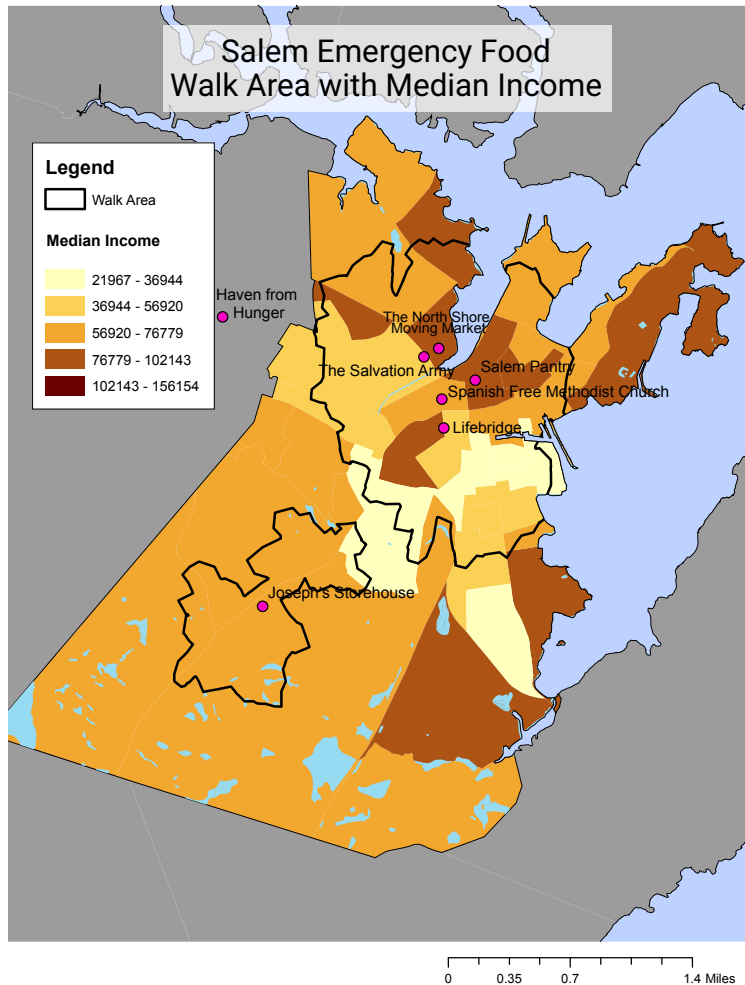 Salem Emergency Food
Walk Area with Median Income
Legend
Walk Area
Median Income
21967 - 36944
36944 - 56920
56920 - 76779
76779 - 102143
102143 - 156154
Haven from
Hunger
The North Shore
Moving Market
The Salvation Army
Salem Pantry
Spanish Free Methodist Church
Lifebridge
Joseph's Storehouse
0 0.35 0.7 1.4 Miles